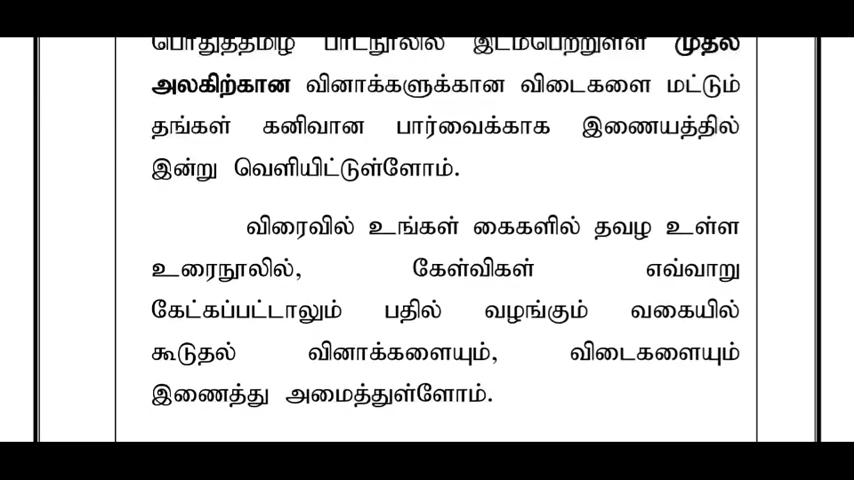 பொதுத்தமிழ் பாடநூலில் இடம்பெற்றுள்ள முதல்
அலகிற்கான வினாக்களுக்கான விடைகளை மட்டும்
தங்கள் கனிவான பார்வைக்காக இணையத்தில்
இன்று வெளியிட்டுள்ளோம்.
விரைவில் உங்கள் கைகளில் தவழ உள்ள
உரைநூலில், கேள்விகள் எவ்வாறு
கேட்கப்பட்டாலும் பதில் வழங்கும் வகையில்
கூடுதல் வினாக்களையும், விடைகளையும்
இணைத்து அமைத்துள்ளோம்.